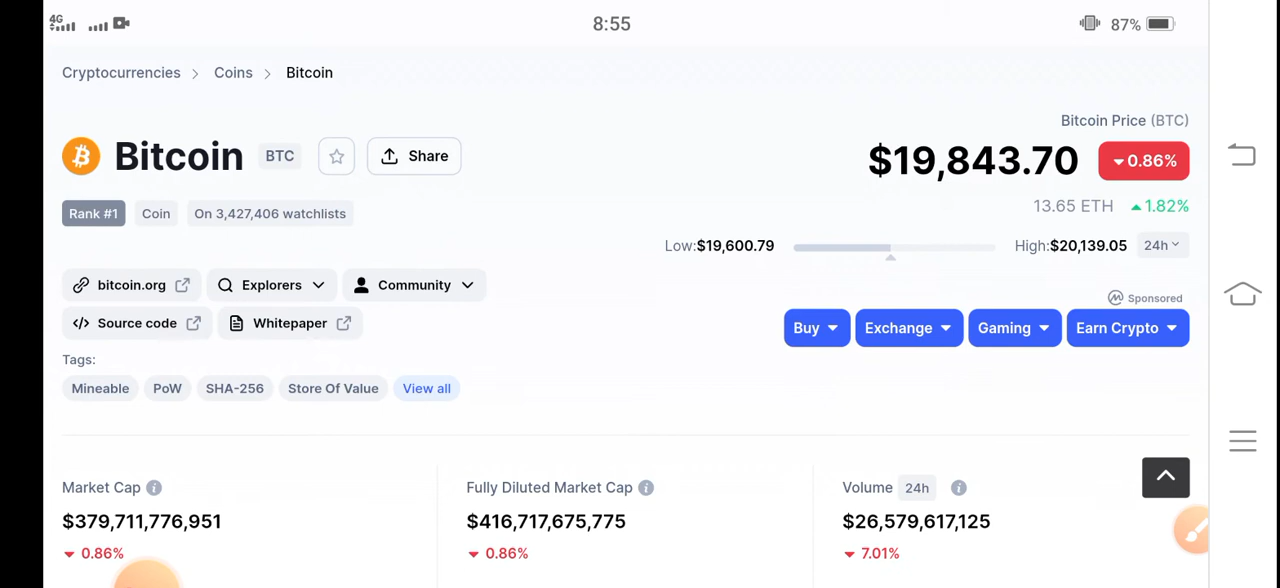 4G 8:55 87%
Cryptocurrencies > Coins > Bitcoin
Bitcoin Price (BTC)
Bitcoin BTC Share $19,843.70 0.86%
13.65 ETH 1.82%
Rank #1 Coin On 3,427,406 watchlists
Low:$19,600.79 High:$20,139.05 24h
bitcoin.org Explorers Community
Sponsored
Source code Whitepaper
Buy Exchange Gaming Earn Crypto
Tags:
Mineable PoW SHA-256 Store Of Value View all
Market Cap Fully Diluted Market Cap Volume 24h
$379,711,776,951 $416,717,675,775 $26,579,617,125
0.86% 0.86% 7.01%